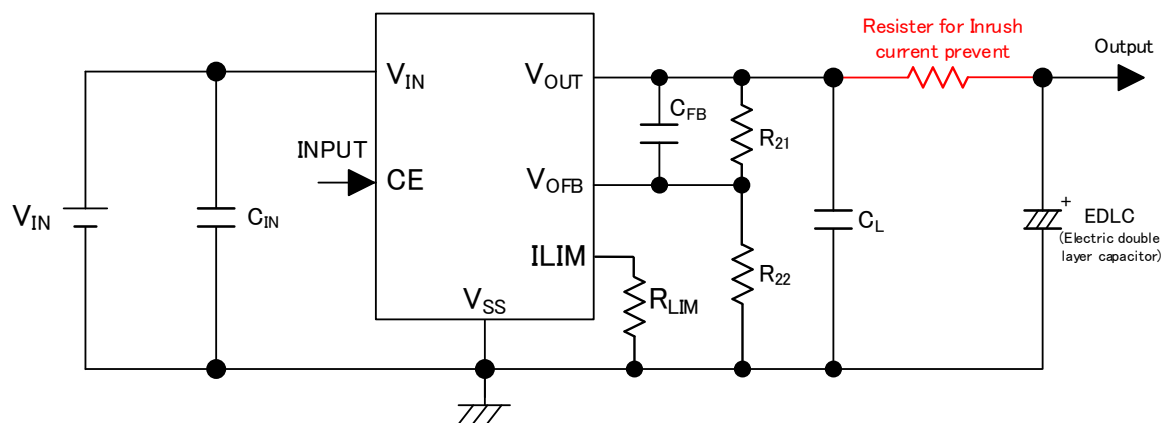 Resister for Inrush
current prevent
Output
VIN
VOUT
CFB
R21
INPUT
CE
VOFB
VIN
CIN
CL
+
EDLC
(Electric double
layer capacitor)
ILIM
R22
VSS
RLIM